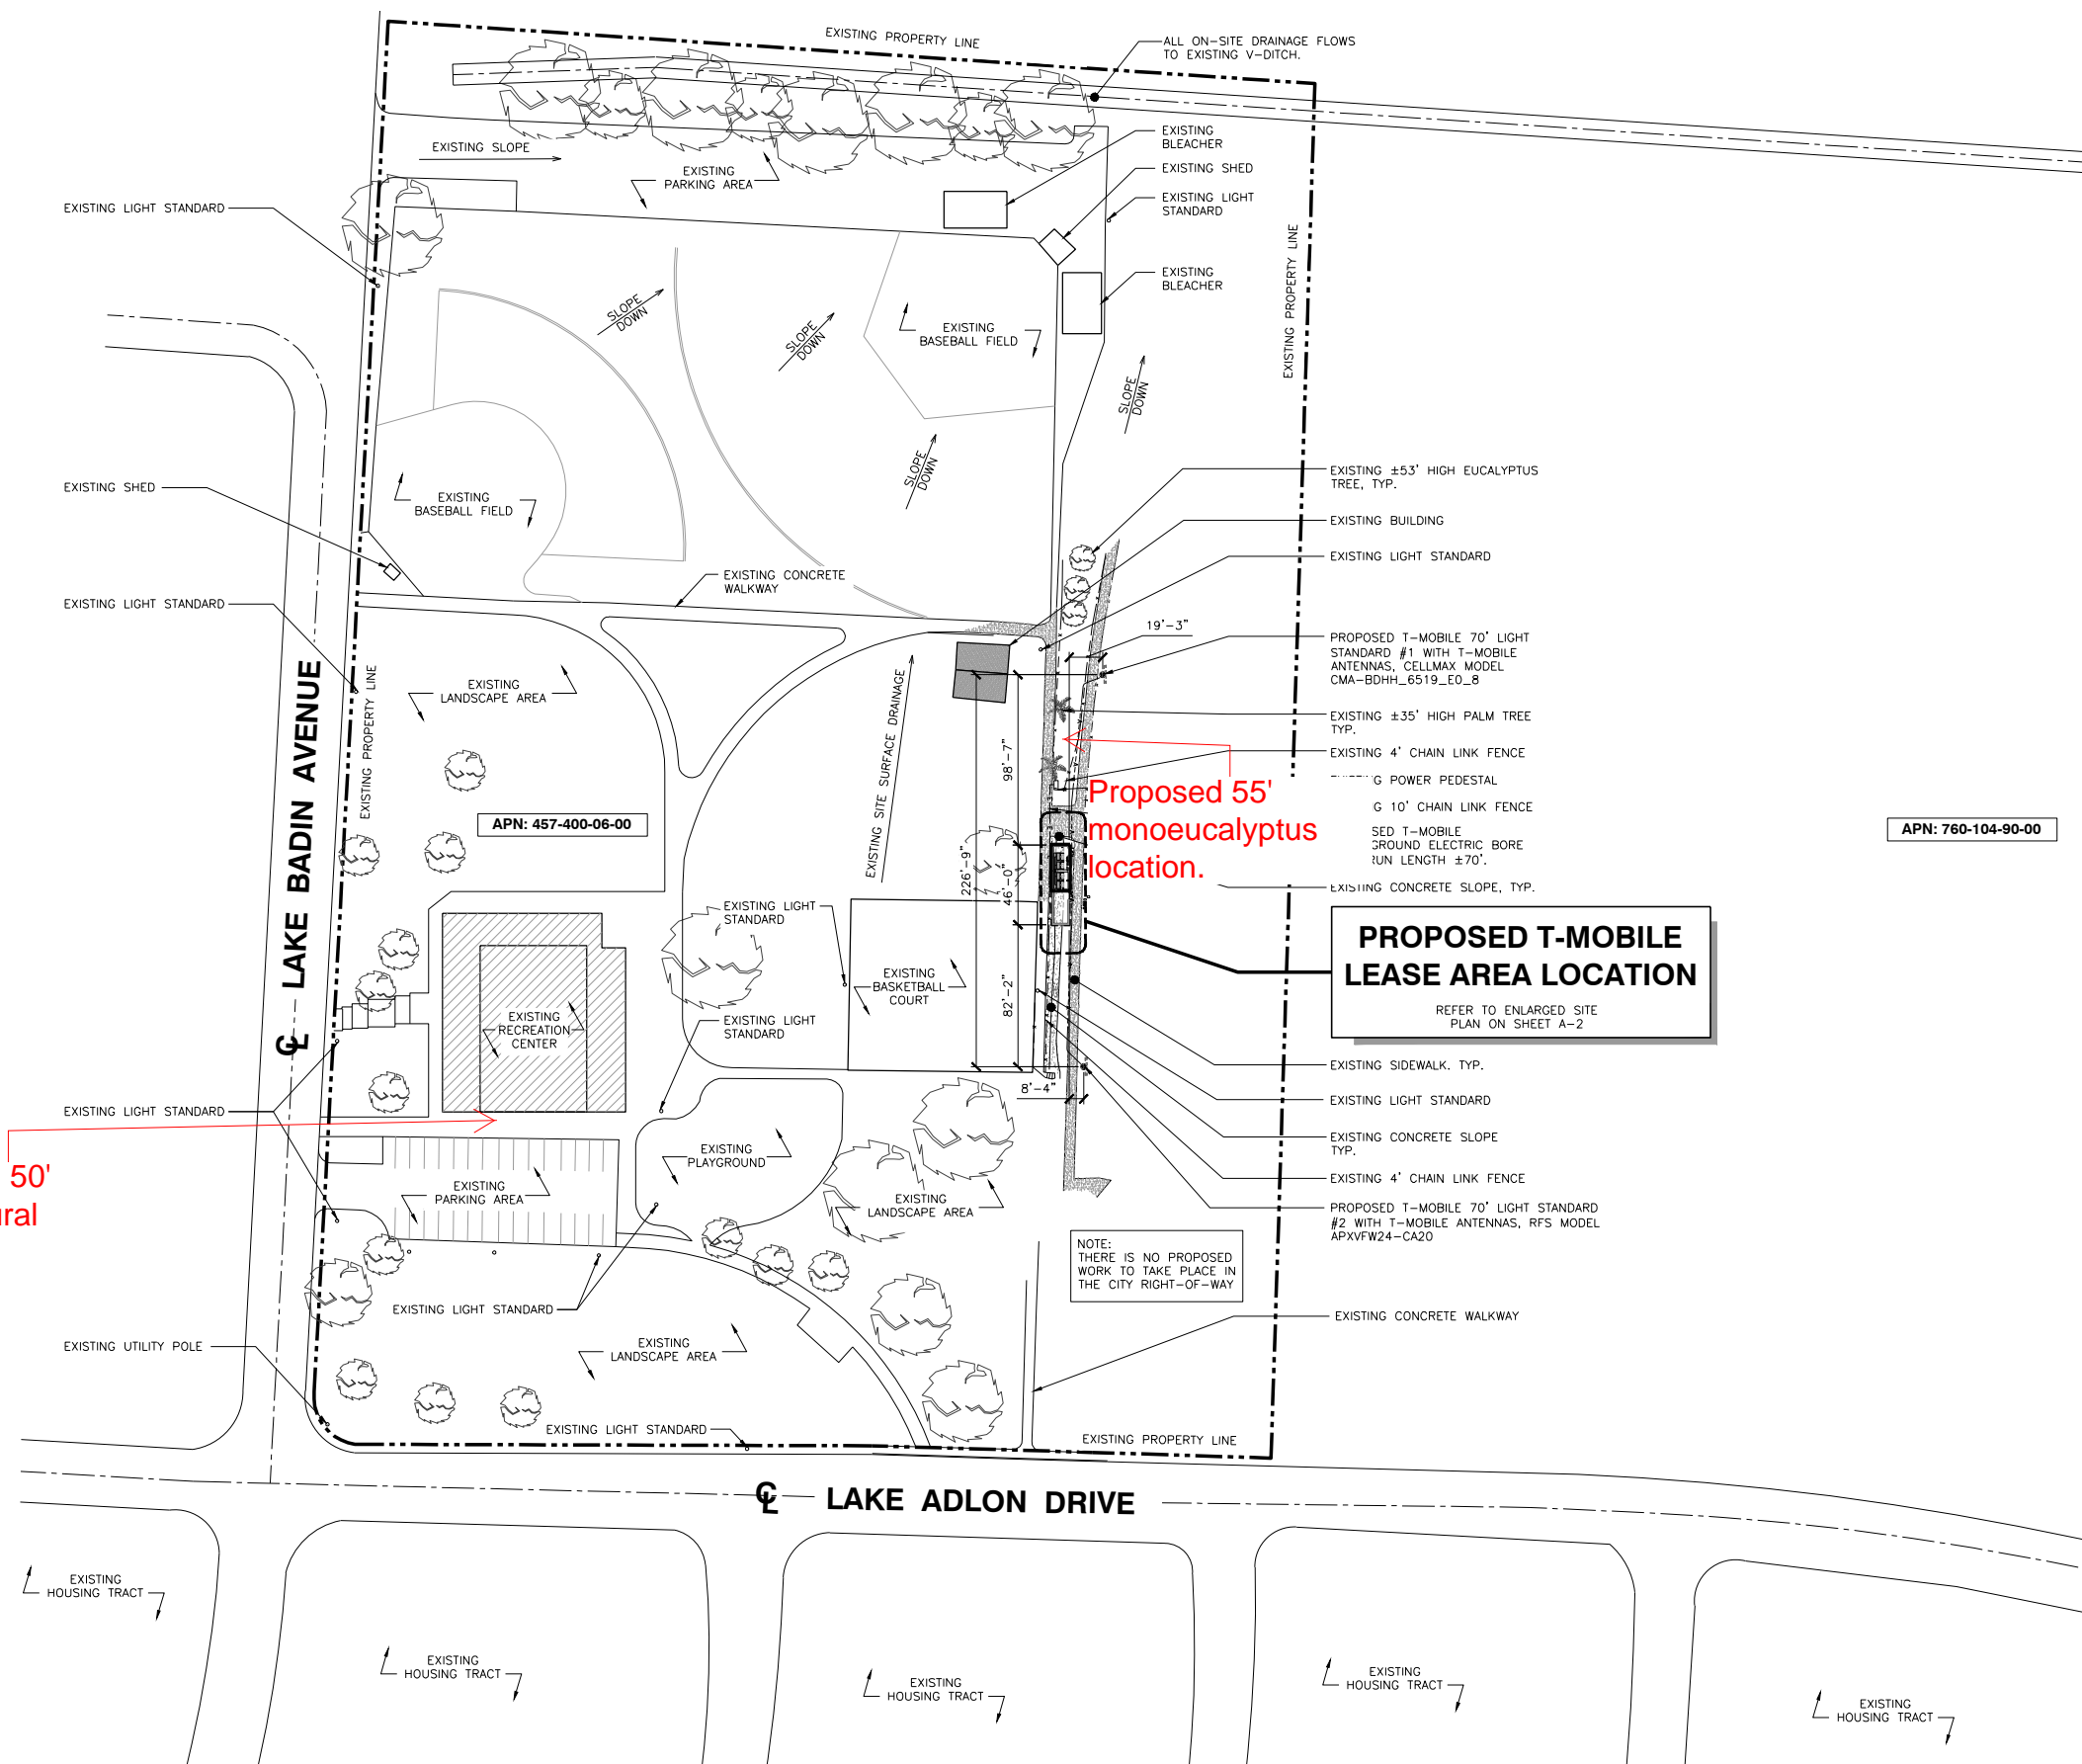 EXISTING PROPERTY LINE
ALL ON-SITE DRAINAGE FLOWS
TO EXISTING V-DITCH.
EXISTING
BLEACHER
EXISTING SLOPE
EXISTING
PARKING AREA
EXISTING SHED
EXISTING LIGHT
STANDARD
EXISTING LIGHT STANDARD
EXISTING PROPERTY LINE
EXISTING
BLEACHER
SLOPE
DOWN
SLOPE
DOWN
EXISTING
BASEBALL FIELD
SLOPE
DOWN
SLOPE
DOWN
EXISTING SHED
EXISTING
BASEBALL FIELD
EXISTING ±53' HIGH EUCALYPTUS
TREE, TYP.
EXISTING BUILDING
EXISTING LIGHT STANDARD
EXISTING CONCRETE
WALKWAY
EXISTING LIGHT STANDARD
19'-3"
PROPOSED T-MOBILE 70' LIGHT
STANDARD #1 WITH T-MOBILE
ANTENNAS, CELLMAX MODEL
CMA-BDHH_6519_E0_8
EXISTING
LANDSCAPE AREA
EXISTING PROPERTY LINE
LAKE BADIN AVENUE
EXISTING SITE SURFACE DRAINAGE
EXISTING ±35' HIGH PALM TREE
TYP.
EXISTING 4' CHAIN LINK FENCE
98'-7"
Proposed 55'
monoeucalyptus
location.
G POWER PEDESTAL
G 10' CHAIN LINK FENCE
SED T-MOBILE
GROUND ELECTRIC BORE
RUN LENGTH ±70'.
EXISTING CONCRETE SLOPE, TYP.
APN: 457-400-06-00
APN: 760-104-90-00
226'-9"
46'-0"
82'-2"
EXISTING LIGHT
STANDARD
EXISTING
BASKETBALL
COURT
PROPOSED T-MOBILE
LEASE AREA LOCATION
REFER TO ENLARGED SITE
PLAN ON SHEET A-2
EXISTING
RECREATION
CENTER
EXISTING LIGHT
STANDARD
CL
8'-4"
EXISTING SIDEWALK. TYP.
EXISTING LIGHT STANDARD
EXISTING LIGHT STANDARD
EXISTING CONCRETE SLOPE
TYP.
EXISTING 4' CHAIN LINK FENCE
PROPOSED T-MOBILE 70' LIGHT STANDARD
#2 WITH T-MOBILE ANTENNAS, RFS MODEL
APXVFW24-CA20
50'
ural
EXISTING
PLAYGROUND
EXISTING
PARKING AREA
EXISTING
LANDSCAPE AREA
NOTE:
THERE IS NO PROPOSED
WORK TO TAKE PLACE IN
THE CITY RIGHT-OF-WAY
EXISTING LIGHT STANDARD
EXISTING CONCRETE WALKWAY
EXISTING UTILITY POLE
EXISTING
LANDSCAPE AREA
EXISTING LIGHT STANDARD
EXISTING PROPERTY LINE
CL LAKE ADLON DRIVE
EXISTING
HOUSING TRACT
EXISTING
HOUSING TRACT
EXISTING
HOUSING TRACT
EXISTING
HOUSING TRACT
EXISTING
HOUSING TRACT